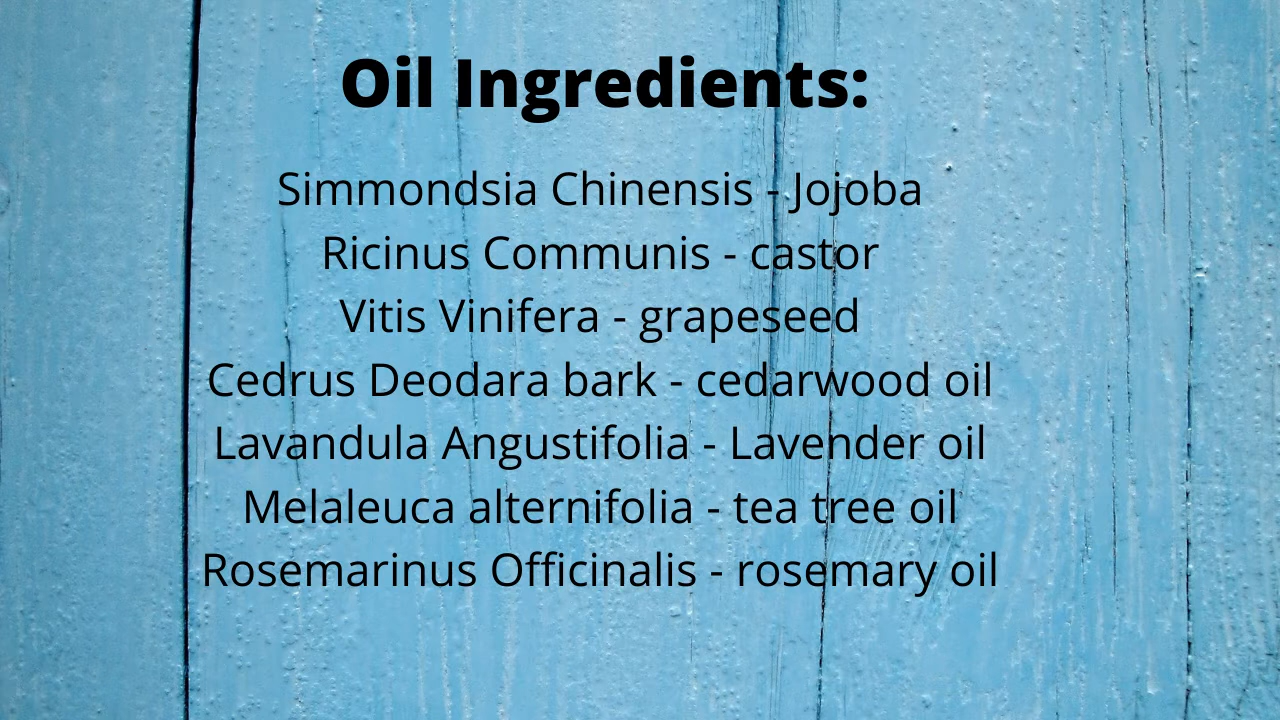 Oil Ingredients:
Simmondsia Chinensis - Jojoba
Ricinus Communis - castor
Vitis Vinifera - grapeseed
Cedrus Deodara bark - cedarwood oil
Lavandula Angustifolia - Lavender oil
Melaleuca alternifolia - tea tree oil
Rosemarinus Officinalis - rosemary oil